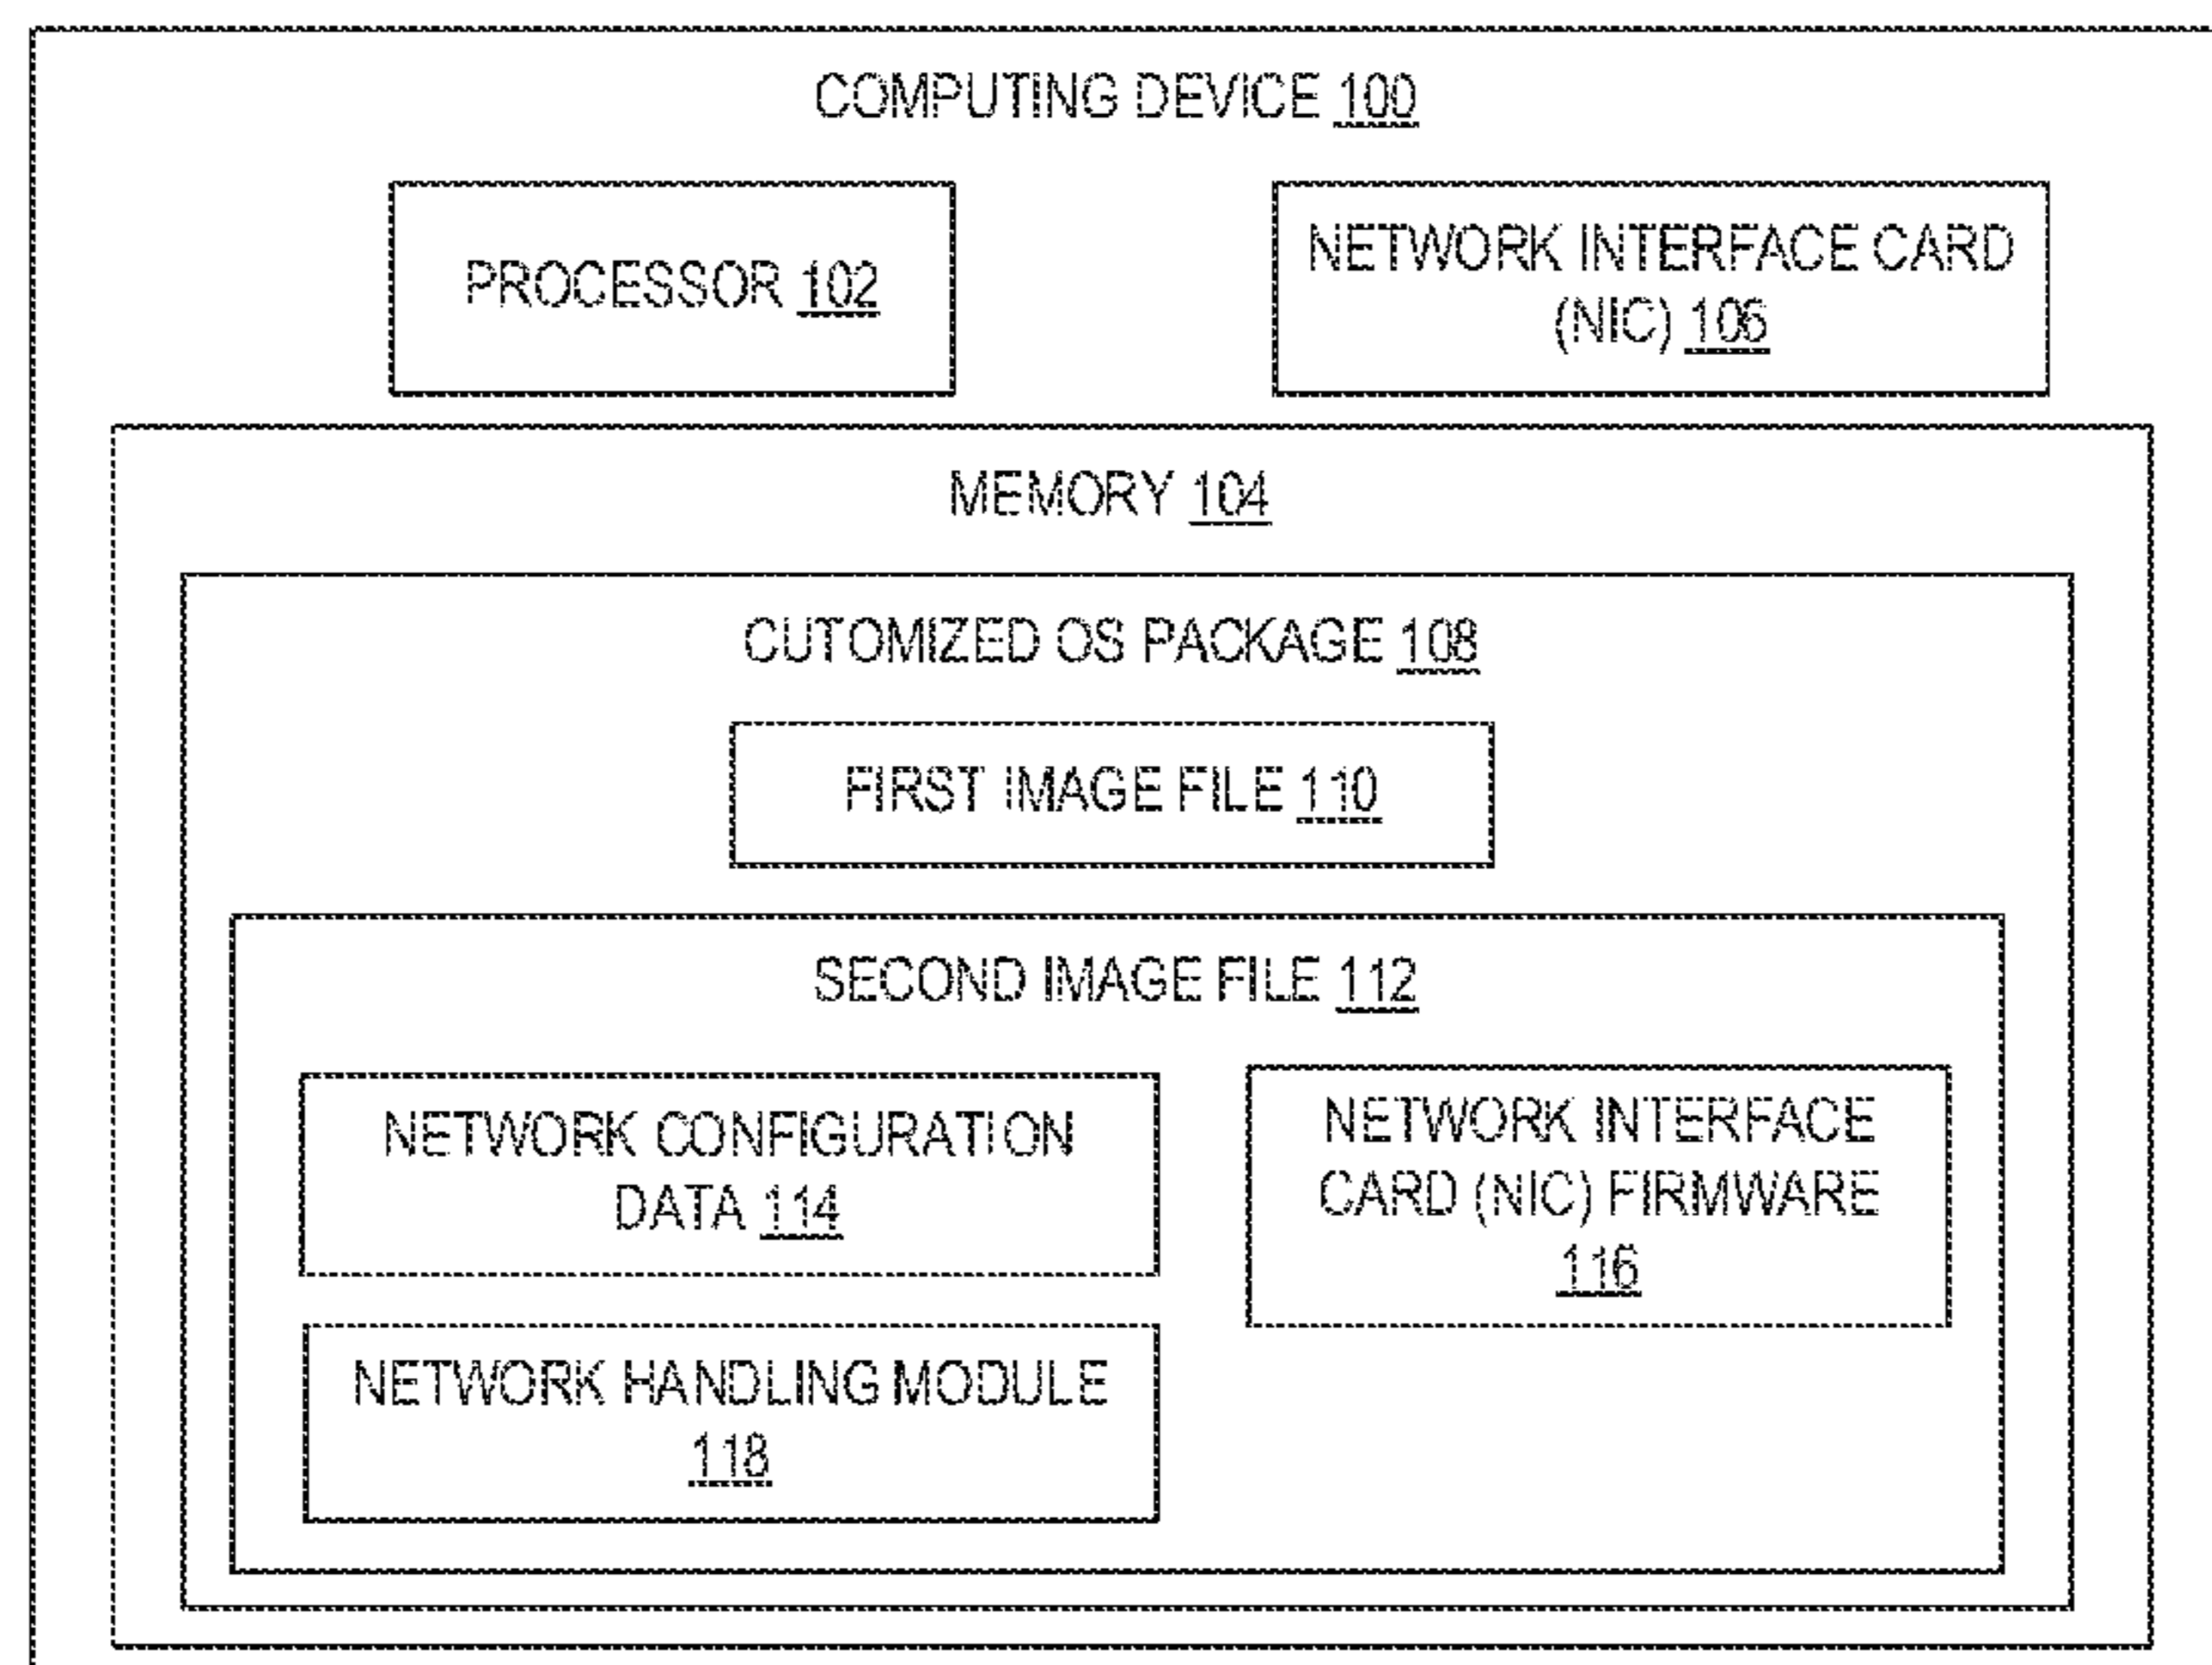 COMPUTING DEVICE 100
PROCESSOR 102
NETWORK INTERFACE CARD
(NIC) 106
MEMORY 104
CUTOMIZED OS PACKAGE 108
FIRST IMAGE FILE 110
SECOND IMAGE FILE 112
NETWORK CONFIGURATION
DATA 114
NETWORK INTERFACE
CARD (NIC) FIRMWARE
116
NETWORK HANDLING MODULE
118